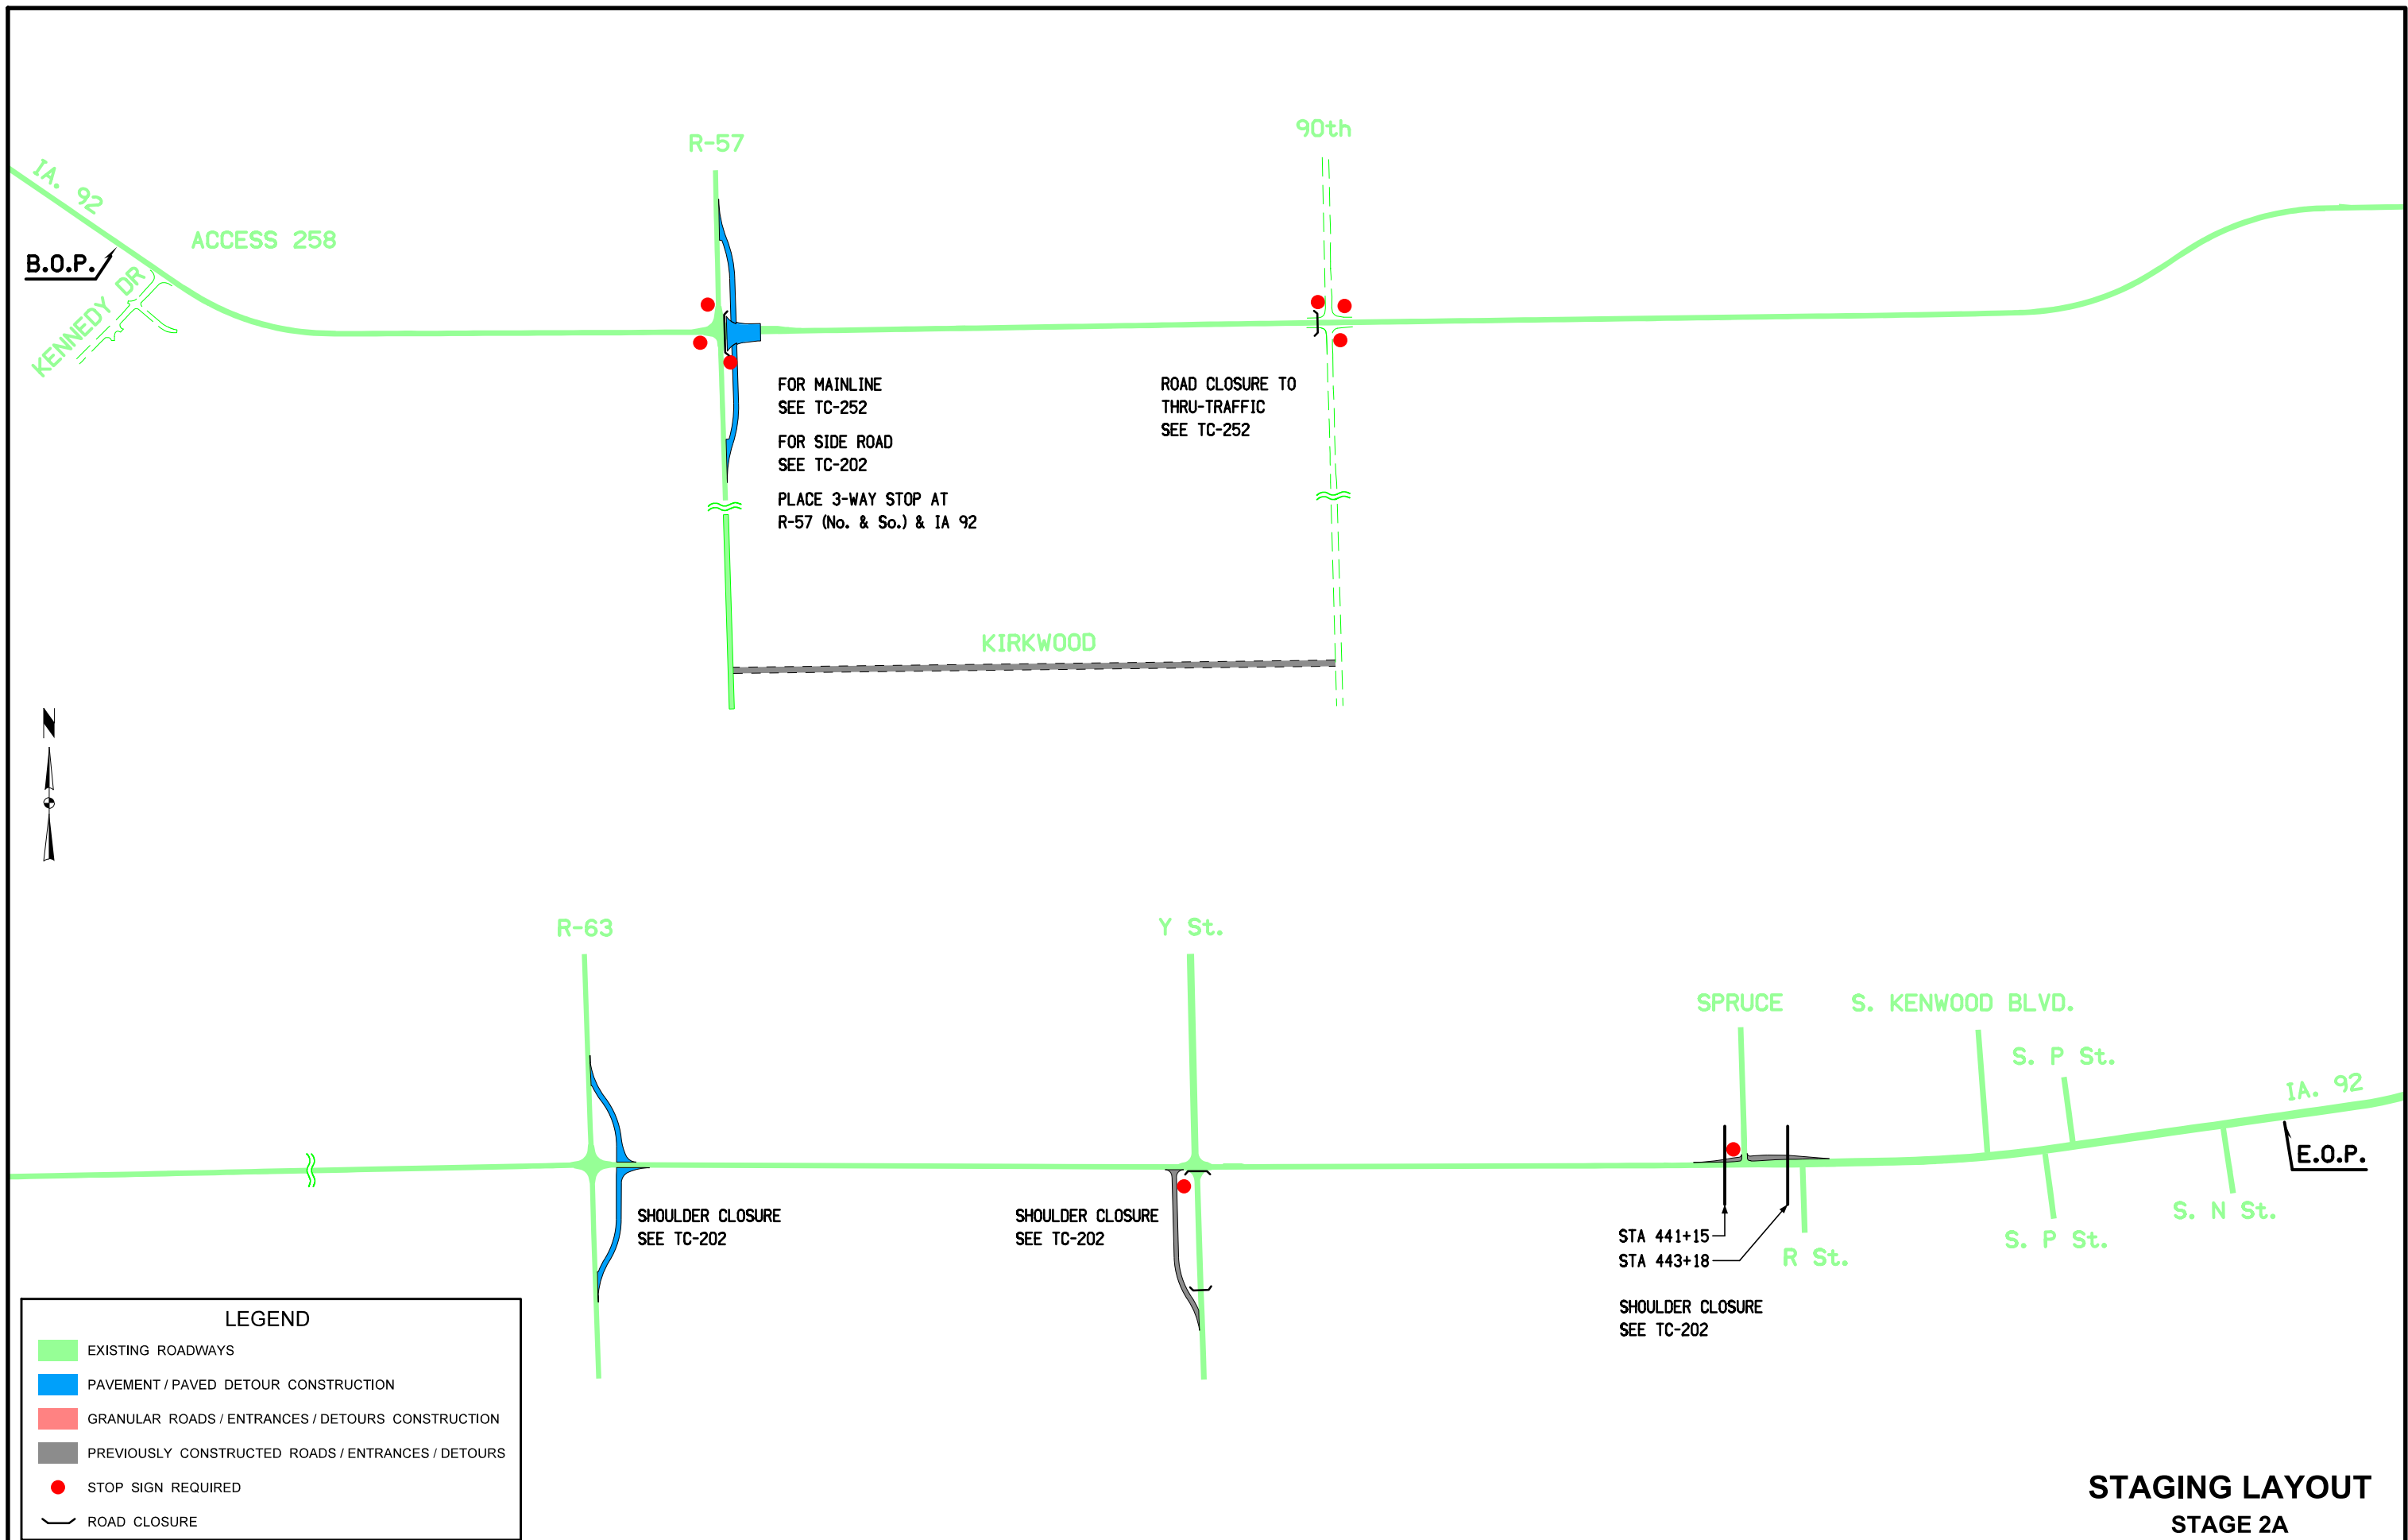 R-57
90th
IA. 92
ACCESS 258
B.O.P.
KENNEDY DR
FOR MAINLINE
SEE TC-252
FOR SIDE ROAD
SEE TC-202
PLACE 3-WAY STOP AT
R-57 (No. & So.) & IA 92
ROAD CLOSURE TO
THRU-TRAFFIC
SEE TC-252
KIRKWOOD
N
R-63
Y St.
SPRUCE
S. KENWOOD BLVD.
S. P St.
IA. 92
E.O.P.
SHOULDER CLOSURE
SEE TC-202
SHOULDER CLOSURE
SEE TC-202
STA 441+15
STA 443+18
R St.
S. P St.
S. N St.
SHOULDER CLOSURE
SEE TC-202
LEGEND
EXISTING ROADWAYS
PAVEMENT / PAVED DETOUR CONSTRUCTION
GRANULAR ROADS / ENTRANCES / DETOURS CONSTRUCTION
PREVIOUSLY CONSTRUCTED ROADS / ENTRANCES / DETOURS
STOP SIGN REQUIRED
ROAD CLOSURE
STAGING LAYOUT
STAGE 2A